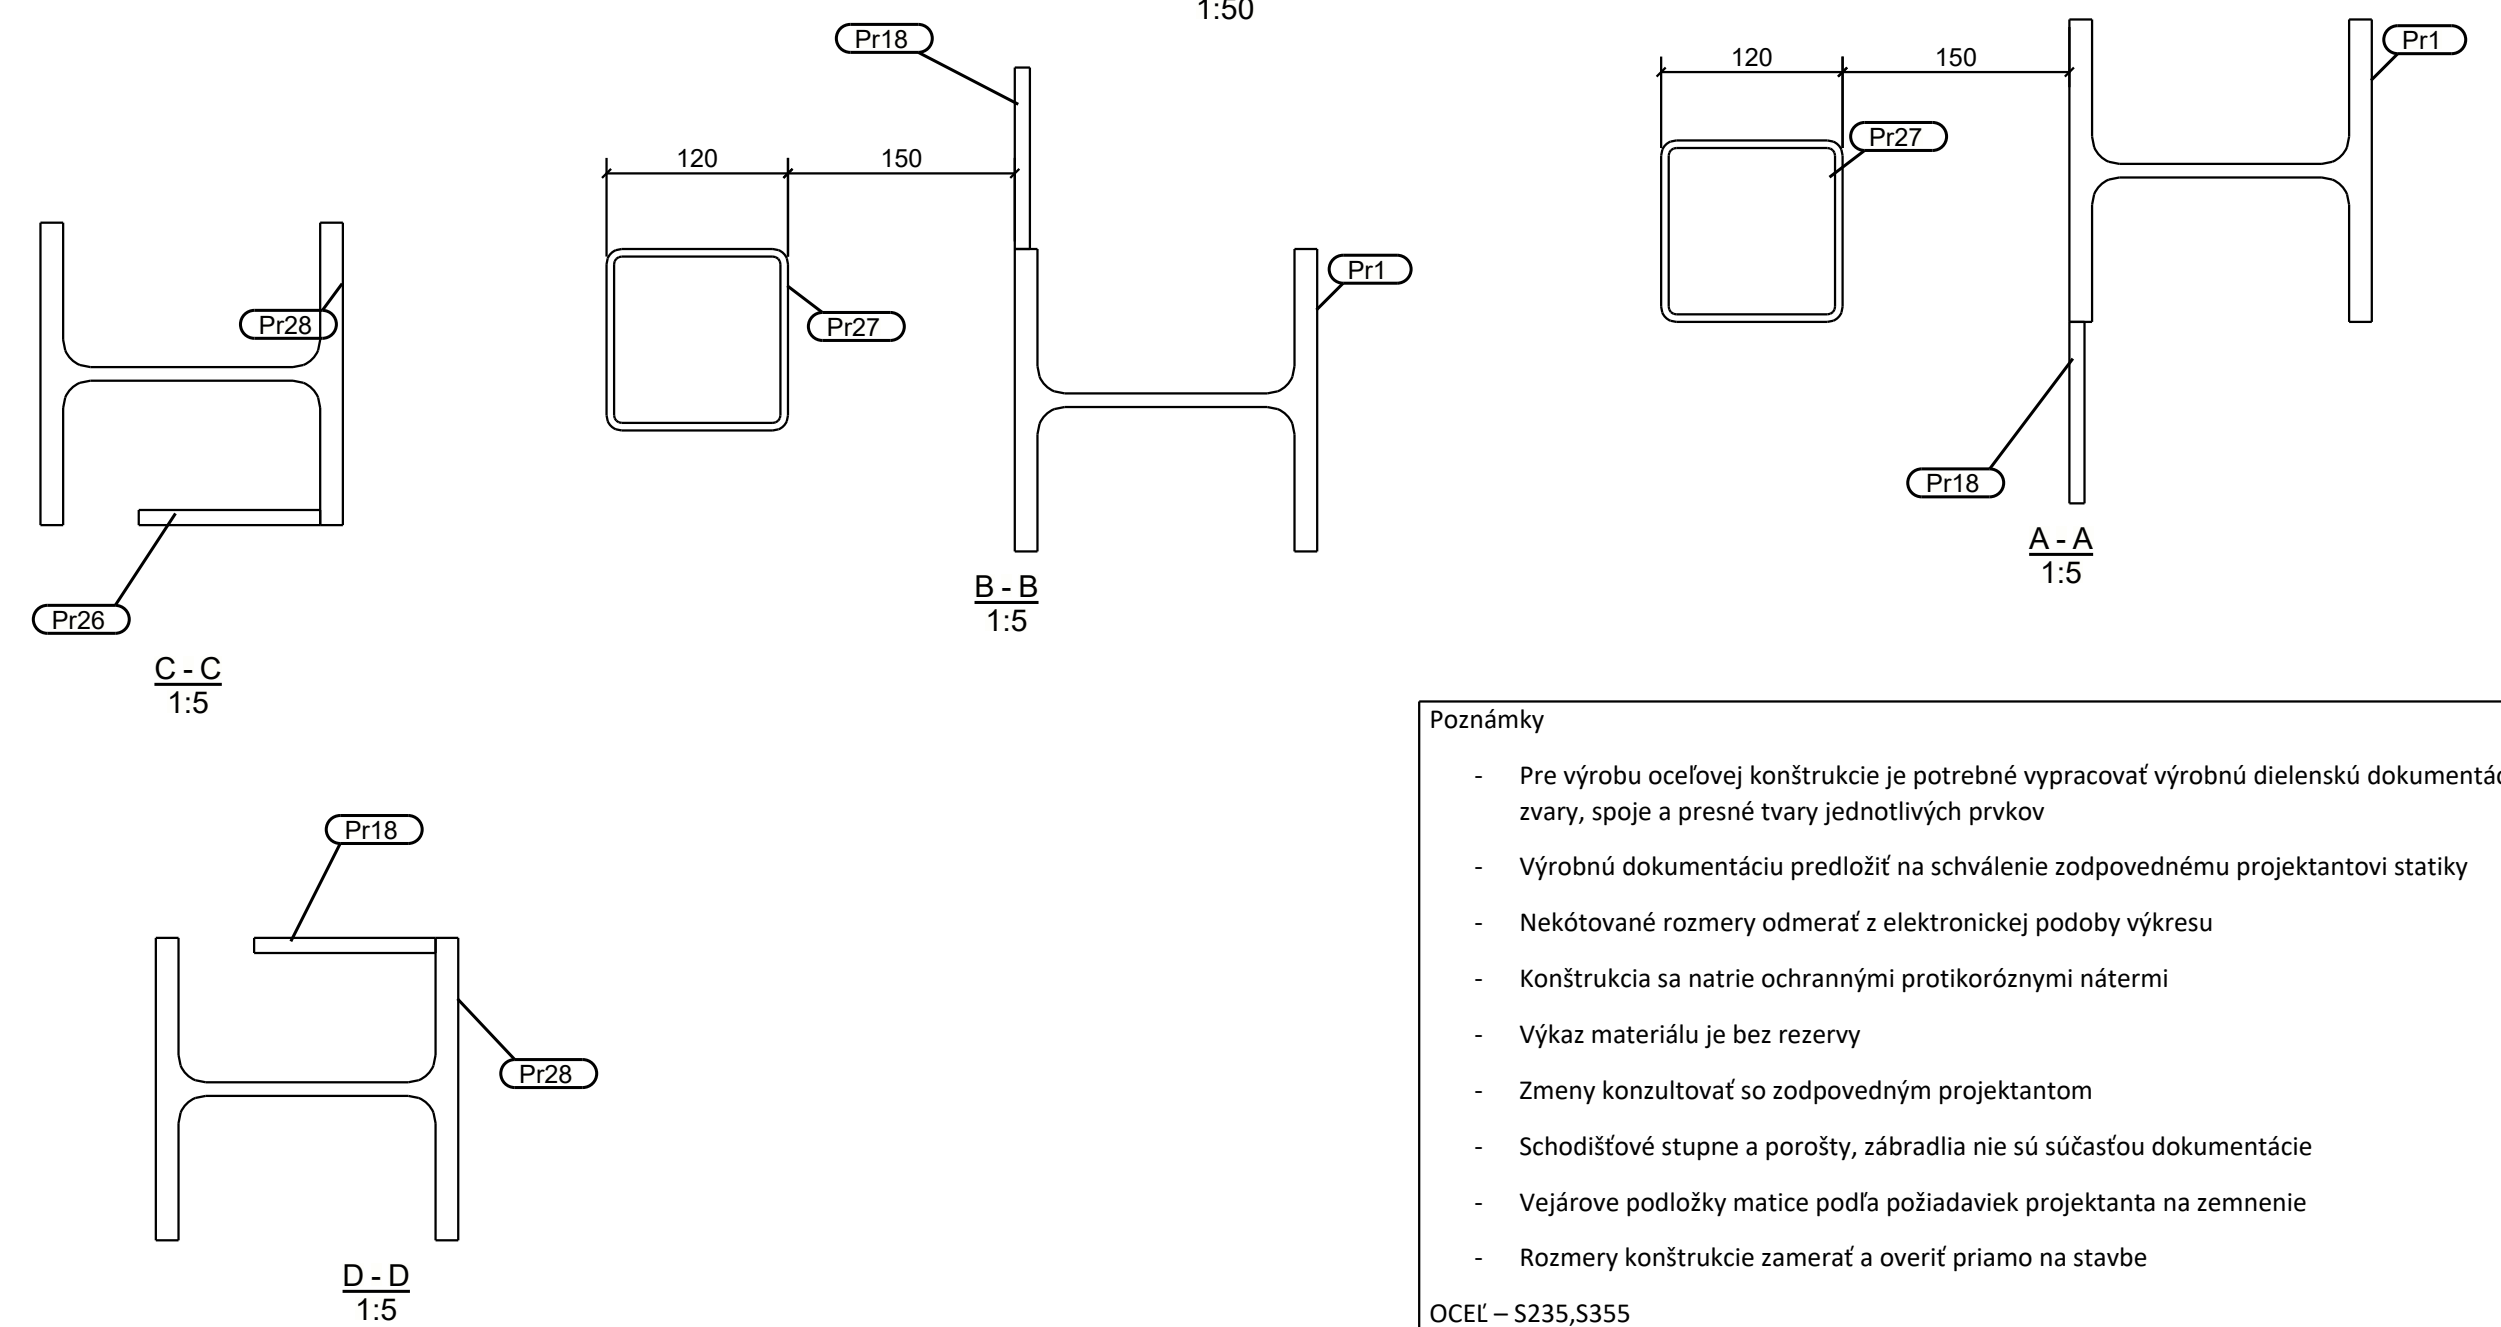 1:50
Pr18
120
150
Pr27
Pr1
B - B
1:5
120
150
Pr27
Pr1
Pr18
A - A
1:5
Pr28
Pr26
C - C
1:5
Pr18
Pr28
D - D
1:5
Poznámky
- Pre výrobu oceľovej konštrukcie je potrebné vypracovať výrobnú dielenskú
zvary, spoje a presné tvary jednotlivých prvkov
- Výrobnú dokumentáciu predložiť na schválenie zodpovednému projektantovi statiky
- Nekótované rozmery odmerať z elektronickej podoby výkresu
- Konštrukcia sa natrie ochrannými protikoróznymi nátermi
- Výkaz materiálu je bez rezervy
- Zmeny konzultovať so zodpovedným projektantom
- Schodišťové stupne a porošty, zábradlia nie sú súčasťou dokumentácie
- Vejárove podložky matice podľa požiadaviek projektanta na zemnenie
- Rozmery konštrukcie zamerať a overiť priamo na stavbe
OCEĽ – S235,S355